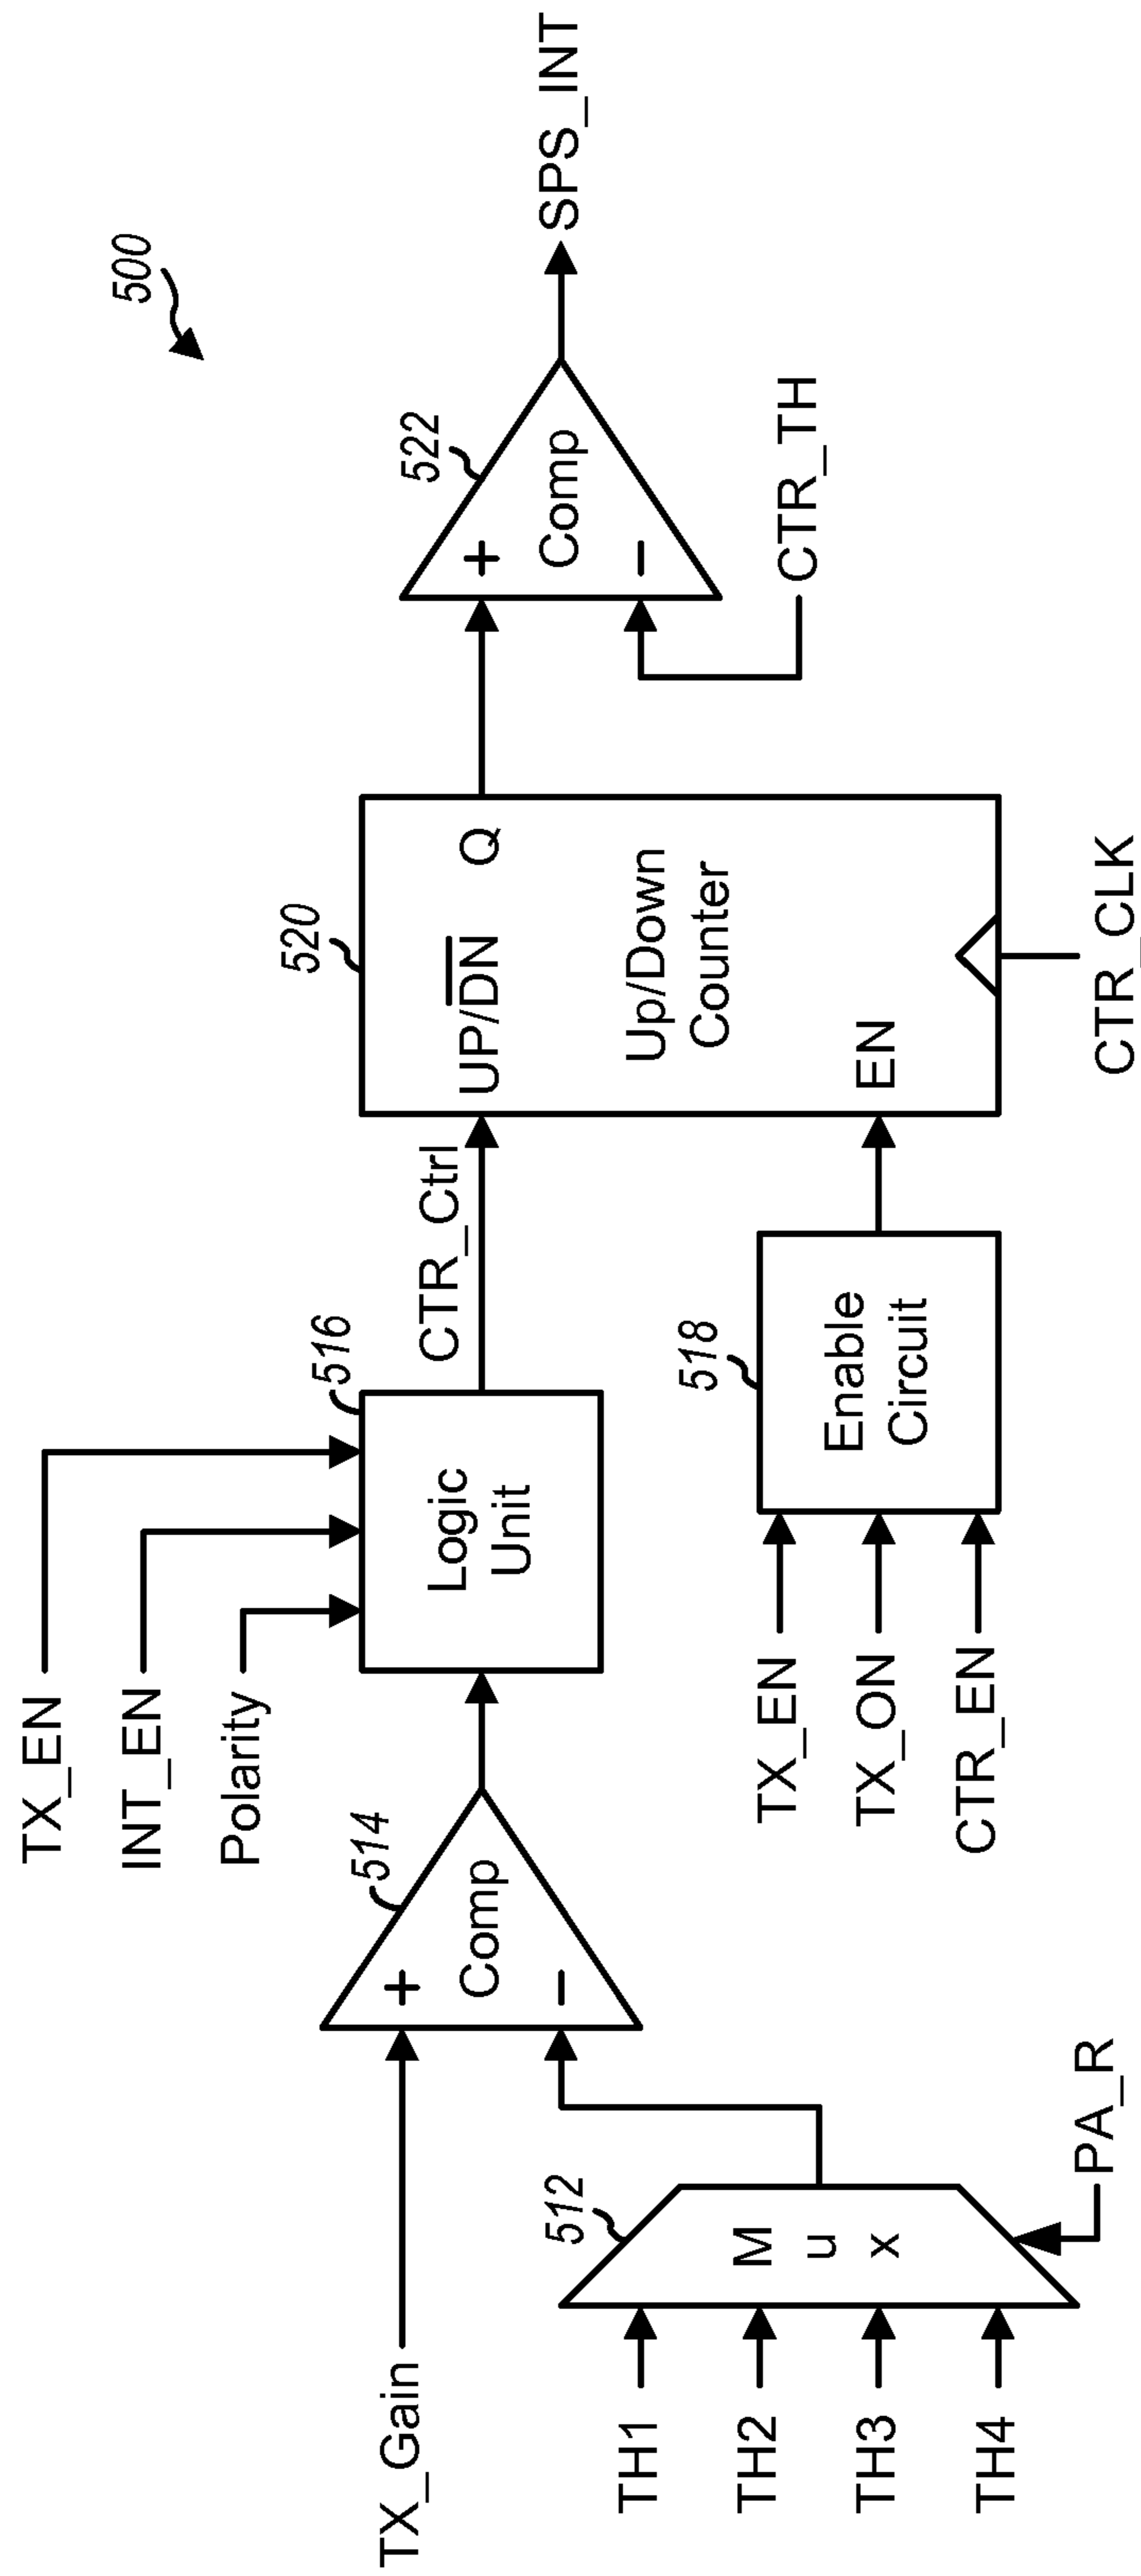 500
TX_EN
INT_EN
Polarity
516
Logic
Unit
CTR_Ctrl
520
UP/DN
Q
Up/Down
Counter
EN
CTR_CLK
522
+
Comp
−
SPS_INT
CTR_TH
TX_Gain
514
+
Comp
−
518
TX_EN
TX_ON
CTR_EN
Enable
Circuit
512
TH1
TH2
TH3
TH4
M
u
x
PA_R